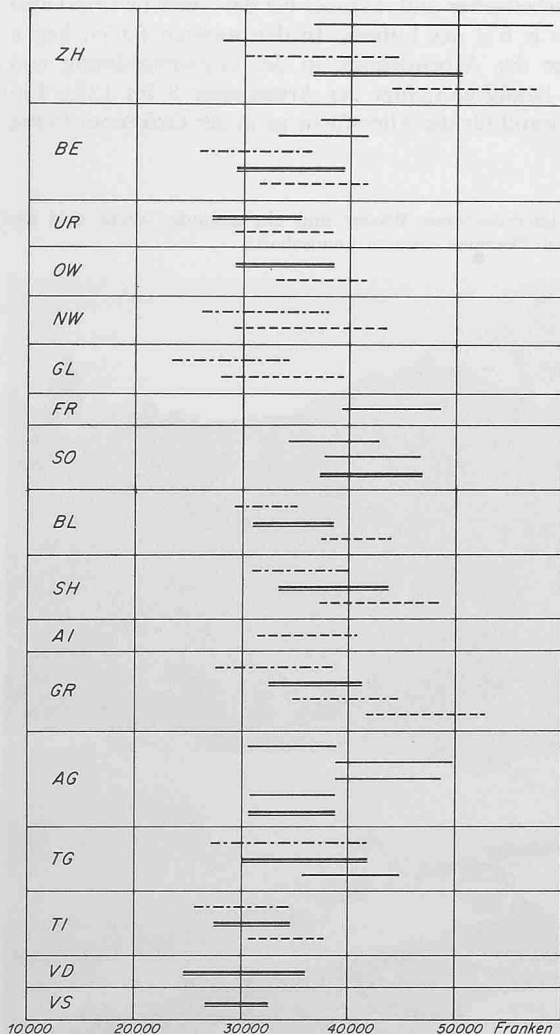 ZH
BE
UR
OW
NW
GL
FR
SO
BL
SH
AI
GR
AG
TG
TI
VD
VS
10000 20000 30000 40000 50000 Franken